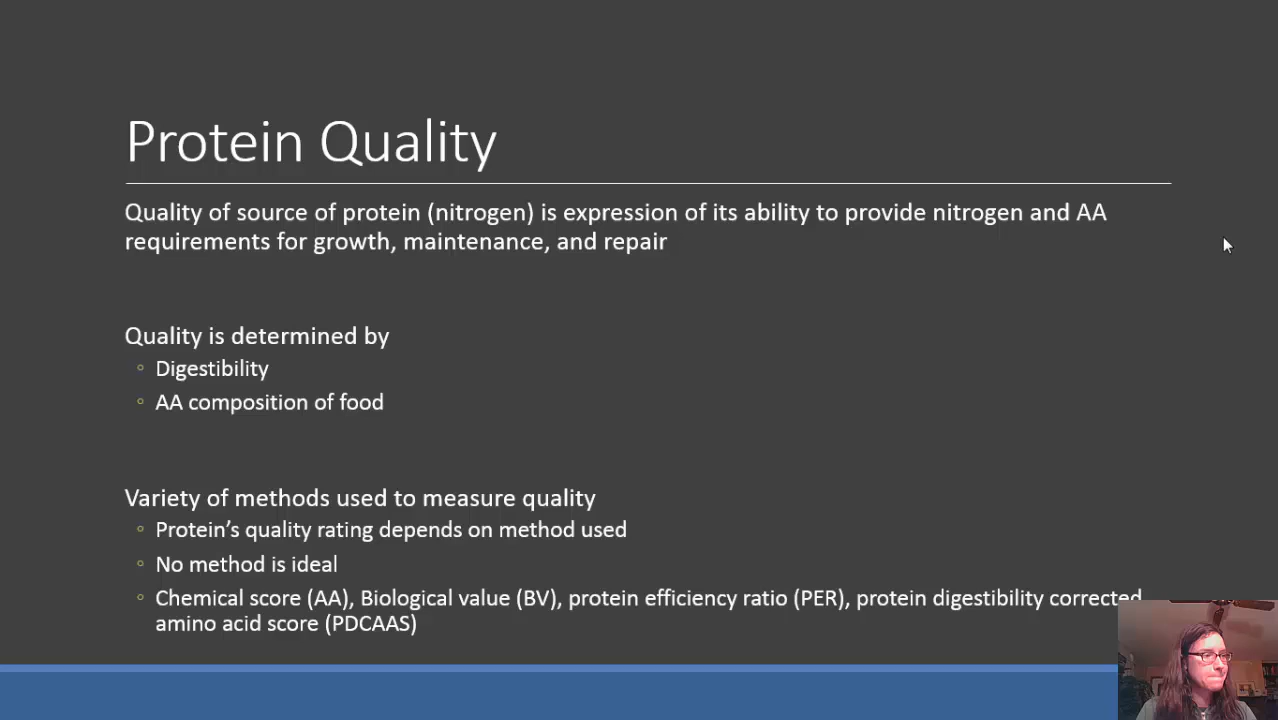 Protein Quality
Quality of source of protein (nitrogen) is expression of its ability to provide nitrogen and AA
requirements for growth, maintenance, and repair
Quality is determined by
Digestibility
AA composition of food
Variety of methods used to measure quality
Protein’s quality rating depends on method used
No method is ideal
Chemical score (AA), Biological value (BV), protein efficiency ratio (PER), protein digestibility corrected
amino acid score (PDCAAS)